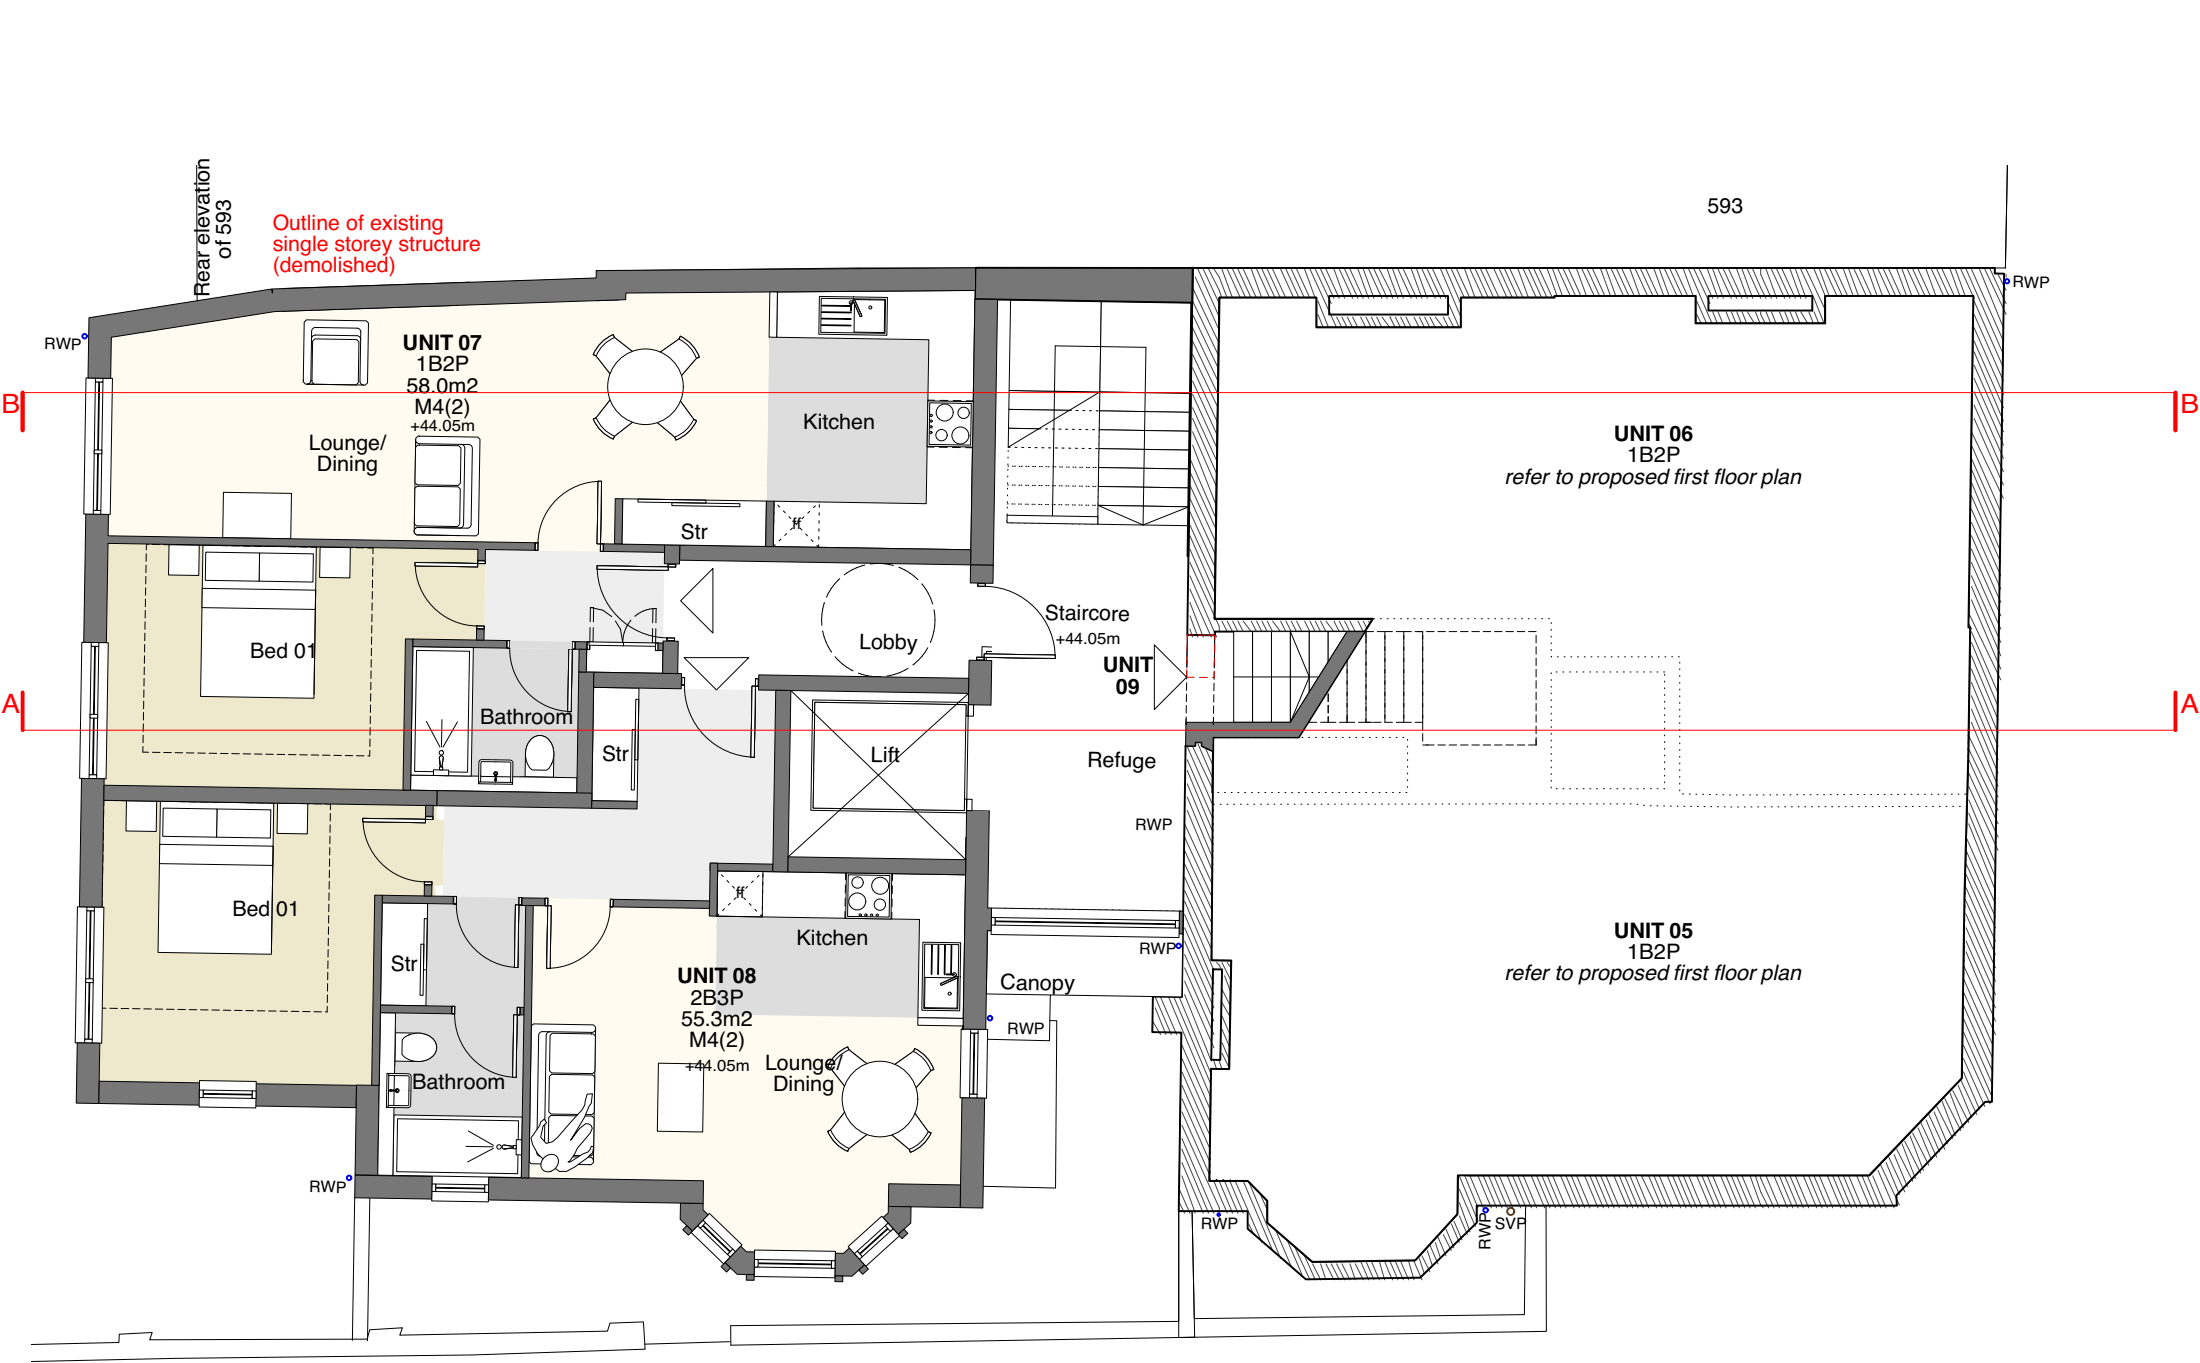 Rear elevation
of 593
Outline of existing
single storey structure
(demolished)
593
RWP
RWP
UNIT 07
1B2P
58.0m2
M4(2)
+44.05m
Lounge/
Dining
Kitchen
B
B
UNIT 06
1B2P
refer to proposed first floor plan
Str
ff
Bed 01
Lobby
Staircore
+44.05m
UNIT
09
A
A
Bathroom
Str
Lift
Refuge
RWP
Bed 01
ff
Kitchen
Str
UNIT 08
2B3P
55.3m2
M4(2)
+44.05m
Lounge/
Dining
RWP
Canopy
RWP
UNIT 05
1B2P
refer to proposed first floor plan
Bathroom
RWP
RWP
RWP
SVP